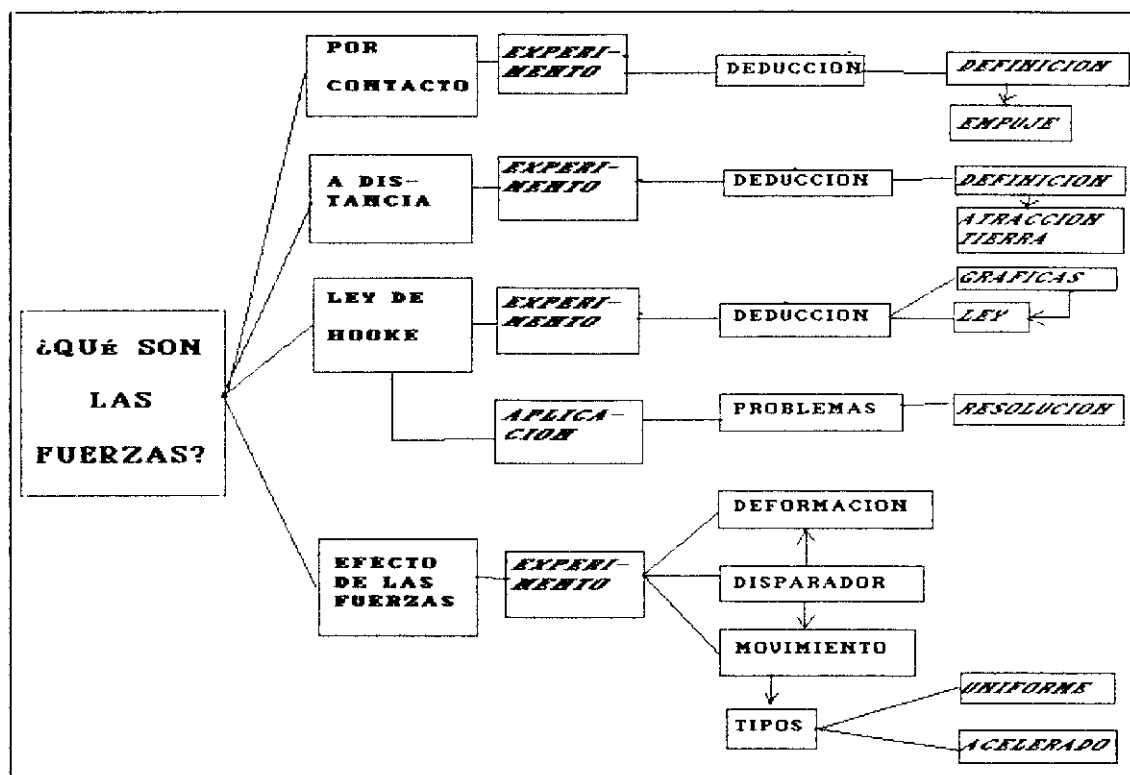 ¿QUÉ SON
LAS
FUERZAS?
POR
CONTACTO
EXPERI-
MENTO
DEDUCCION
DEFINICION
EMPUJE
A DIS-
TANCIA
EXPERI-
MENTO
DEDUCCION
DEFINICION
ATRACCION
TIERRA
LEY DE
HOOKE
EXPERI-
MENTO
DEDUCCION
GRAFICAS
LEY
APLICA-
CION
PROBLEMAS
RESOLUCION
EFECTO
DE LAS
FUERZAS
EXPERI-
MENTO
DEFORMACION
DISPARADOR
MOVIMIENTO
TIPOS
UNIFORME
ACELERADO